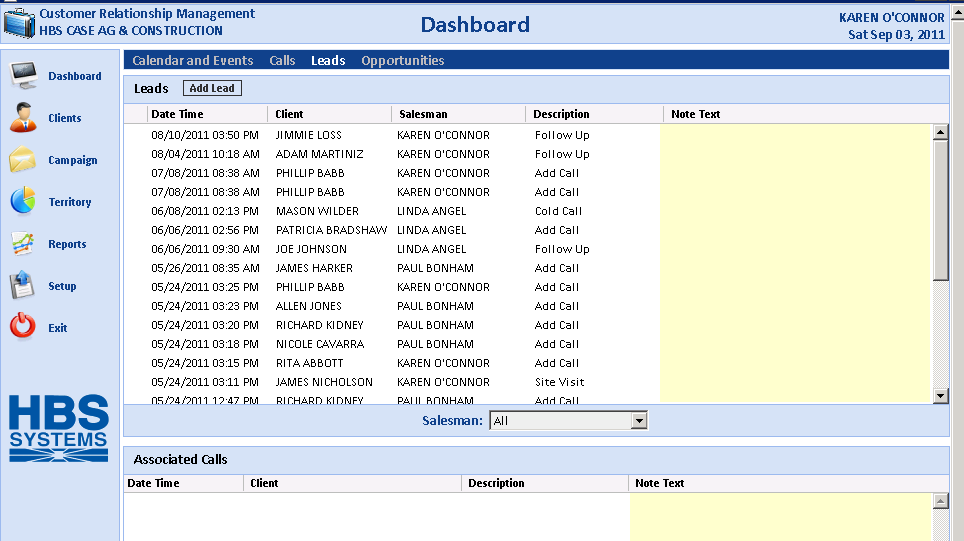 Customer Relationship Management
HBS CASE AG & CONSTRUCTION
Dashboard
KAREN O'CONNOR
Sat Sep 03, 2011
Dashboard
Clients
Campaign
Territory
Reports
Setup
Exit
HBS
SYSTEMS
Calendar and Events Calls Leads Opportunities
Leads Add Lead
Date Time Client Salesman Description Note Text
08/10/2011 03:50 PM JIMMIE LOSS KAREN O'CONNOR Follow Up
08/04/2011 10:18 AM ADAM MARTINIZ KAREN O'CONNOR Follow Up
07/08/2011 08:38 AM PHILLIP BABB KAREN O'CONNOR Add Call
07/08/2011 08:38 AM PHILLIP BABB KAREN O'CONNOR Add Call
06/08/2011 02:13 PM MASON WILDER LINDA ANGEL Cold Call
06/06/2011 02:56 PM PATRICIA BRADSHAW LINDA ANGEL Add Call
06/06/2011 09:30 AM JOE JOHNSON LINDA ANGEL Follow Up
05/26/2011 08:35 AM JAMES HARKER PAUL BONHAM Add Call
05/24/2011 03:25 PM PHILLIP BABB KAREN O'CONNOR Add Call
05/24/2011 03:23 PM ALLEN JONES PAUL BONHAM Add Call
05/24/2011 03:20 PM RICHARD KIDNEY PAUL BONHAM Add Call
05/24/2011 03:18 PM NICOLE CAVARRA PAUL BONHAM Add Call
05/24/2011 03:15 PM RITA ABBOTT KAREN O'CONNOR Add Call
05/24/2011 03:11 PM JAMES NICHOLSON KAREN O'CONNOR Site Visit
05/24/2011 12:47 PM RICHARD KIDNEY PAUL BONHAM Add Call
Salesman: All
Associated Calls
Date Time Client Description Note Text